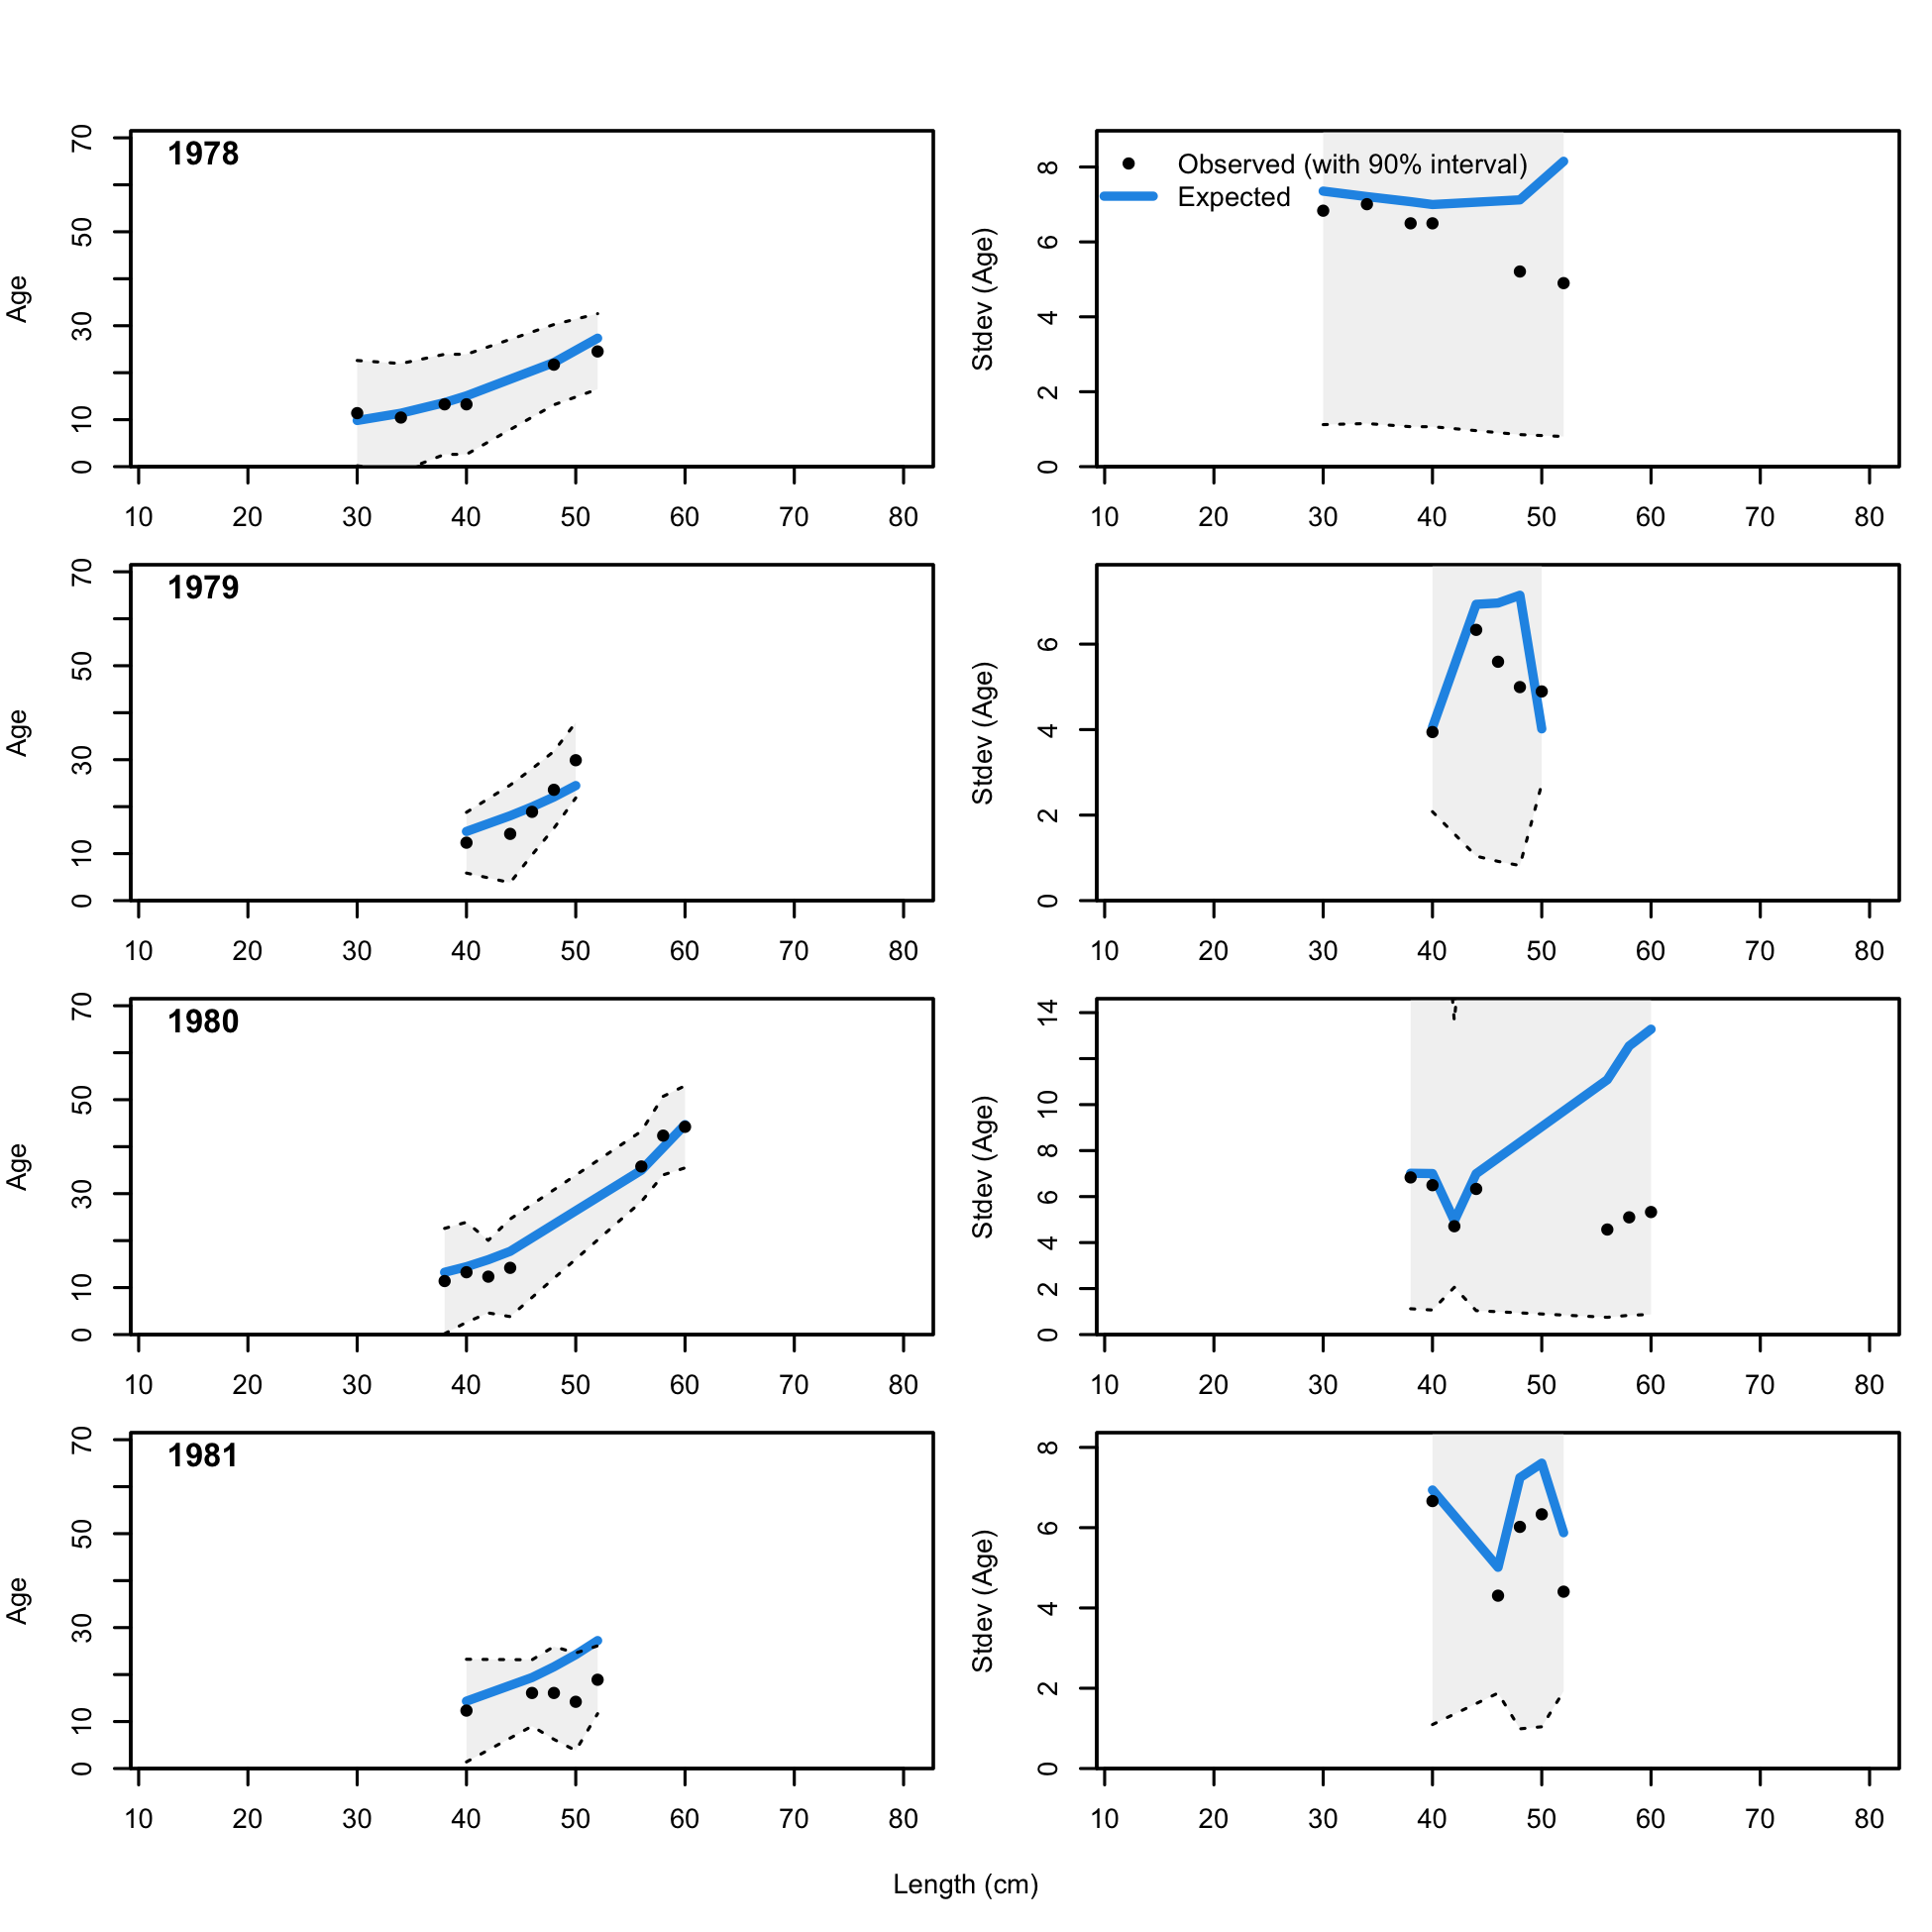 1978
Age
0 10 30 50 70
10 20 30 40 50 60 70 80
Observed (with 90% interval)
Expected
Stdev (Age)
0 2 4 6 8
10 20 30 40 50 60 70 80
1979
Age
0 10 30 50 70
10 20 30 40 50 60 70 80
Stdev (Age)
0 2 4 6
10 20 30 40 50 60 70 80
1980
Age
0 10 30 50 70
10 20 30 40 50 60 70 80
Stdev (Age)
0 2 4 6 8 10 14
10 20 30 40 50 60 70 80
1981
Age
0 10 30 50 70
10 20 30 40 50 60 70 80
Stdev (Age)
0 2 4 6 8
10 20 30 40 50 60 70 80
Length (cm)